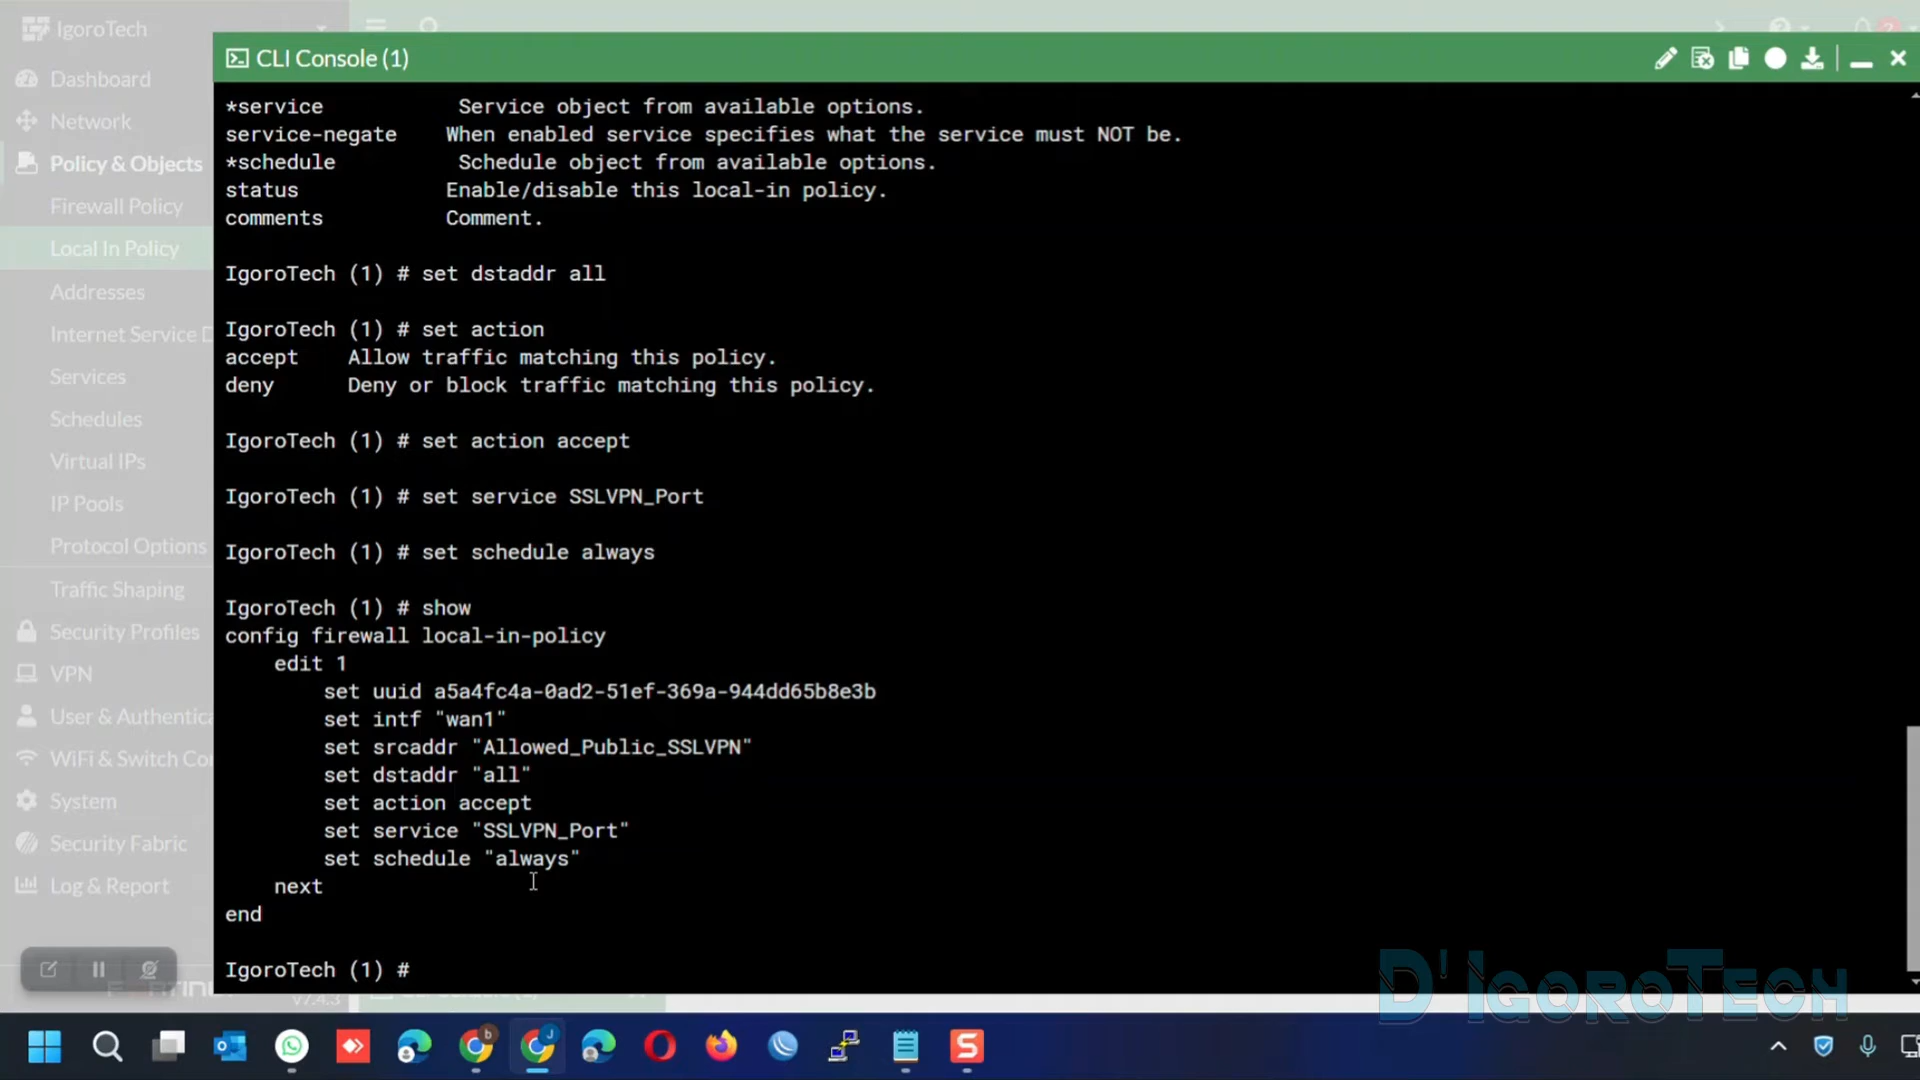 IgoroTech
CLI Console (1)
Dashboard
Network
Policy & Objects
Firewall Policy
Local In Policy
Addresses
Internet Service D
Services
Schedules
Virtual IPs
IP Pools
Protocol Options
Traffic Shaping
Security Profiles
VPN
User & Authentica
WiFi & Switch Con
System
Security Fabric
Log & Report
v7.4.3
*service Service object from available options.
service-negate When enabled service specifies what the service must NOT be.
*schedule Schedule object from available options.
status Enable/disable this local-in policy.
comments Comment.
IgoroTech (1) # set dstaddr all
IgoroTech (1) # set action
accept Allow traffic matching this policy.
deny Deny or block traffic matching this policy.
IgoroTech (1) # set action accept
IgoroTech (1) # set service SSLVPN_Port
IgoroTech (1) # set schedule always
IgoroTech (1) # show
config firewall local-in-policy
edit 1
set uuid a5a4fc4a-0ad2-51ef-369a-944dd65b8e3b
set intf "wan1"
set srcaddr "Allowed_Public_SSLVPN"
set dstaddr "all"
set action accept
set service "SSLVPN_Port"
set schedule "always"
next
end
IgoroTech (1) #
D'IgoroTech